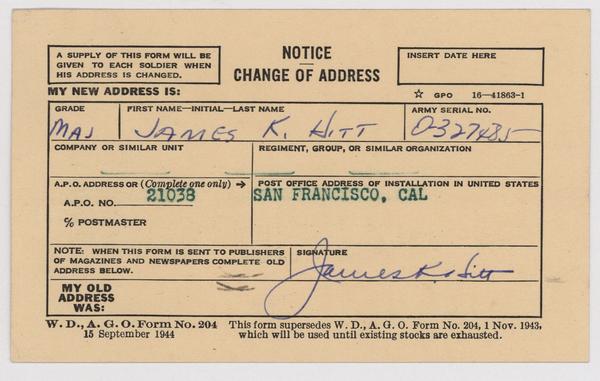 A SUPPLY OF THIS FORM WILL BE
GIVEN TO EACH SOLDIER WHEN
HIS ADDRESS IS CHANGED.
NOTICE
CHANGE OF ADDRESS
INSERT DATE HERE
☆ GPO 16—41863-1
MY NEW ADDRESS IS:
GRADE
FIRST NAME—INITIAL—LAST NAME
ARMY SERIAL NO.
MAJ JAMES K. HITT O-327485
COMPANY OR SIMILAR UNIT
REGIMENT, GROUP, OR SIMILAR ORGANIZATION
A.P.O. ADDRESS OR (Complete one only) →
POST OFFICE ADDRESS OF INSTALLATION IN UNITED STATES
A.P.O. NO. 21038
SAN FRANCISCO, CAL
℅ POSTMASTER
NOTE: WHEN THIS FORM IS SENT TO PUBLISHERS
OF MAGAZINES AND NEWSPAPERS COMPLETE OLD
ADDRESS BELOW.
SIGNATURE
James K. Hitt
MY OLD
ADDRESS
WAS:
W. D., A. G. O. Form No. 204
15 September 1944
This form supersedes W. D., A. G. O. Form No. 204, 1 Nov. 1943,
which will be used until existing stocks are exhausted.